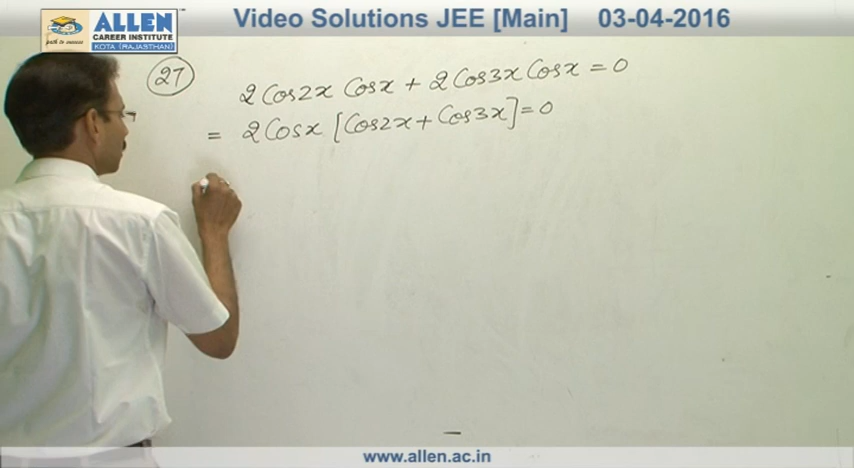 Video Solutions JEE [Main] 03-04-2016
ALLEN
CAREER INSTITUTE
KOTA (RAJASTHAN)
path to success
27
2 Cos2x Cosx + 2 Cos3x Cosx = 0
= 2 Cosx [Cos2x + Cos3x] = 0
www.allen.ac.in